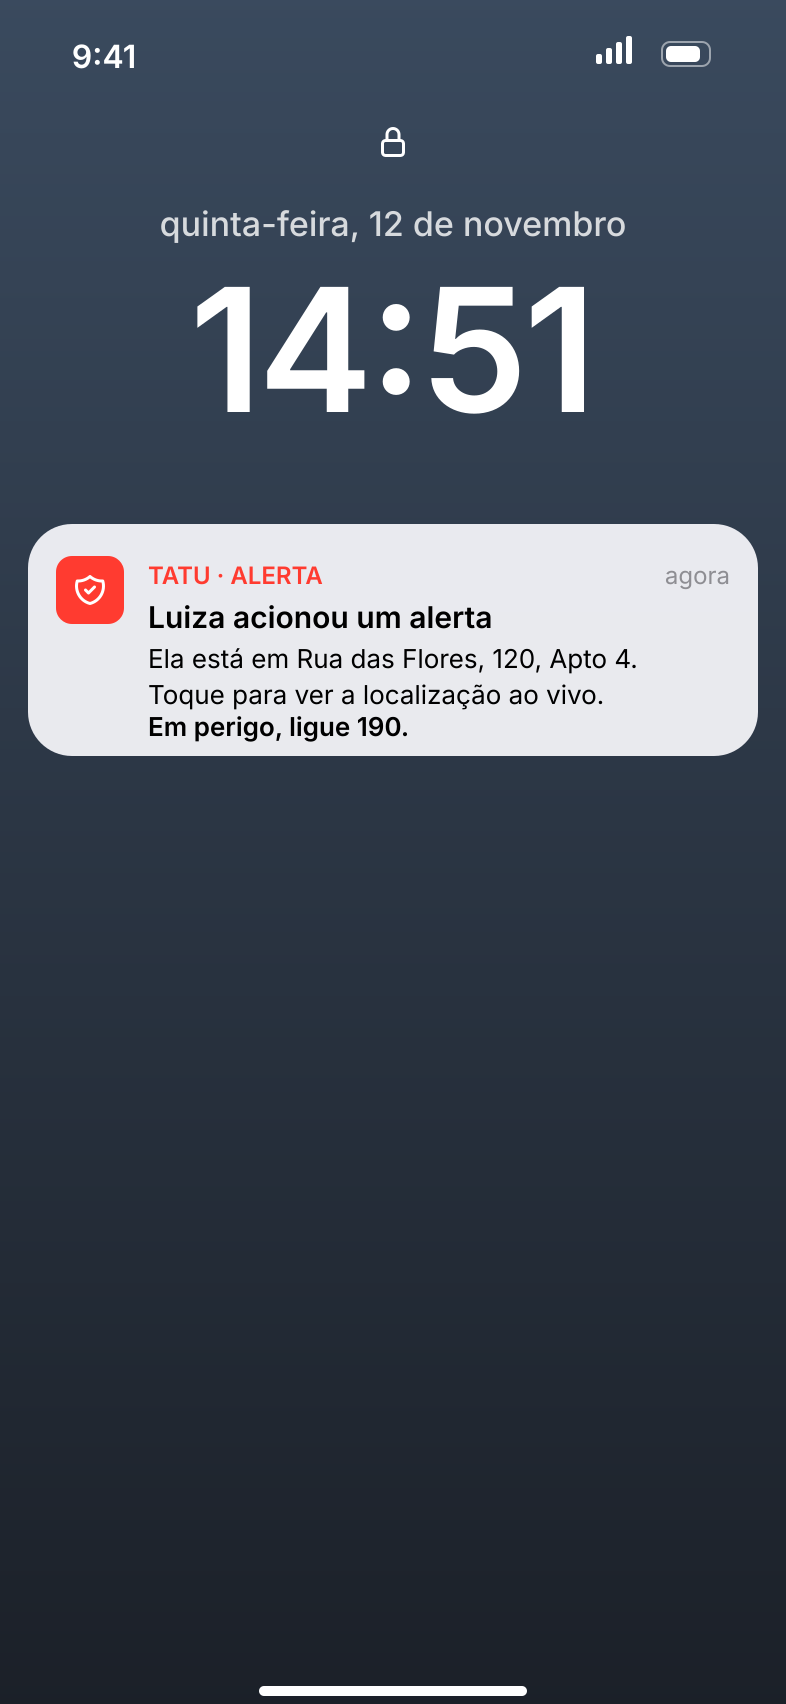 9:41
quinta-feira, 12 de novembro
14:51
TATU · ALERTA
agora
Luiza acionou um alerta
Ela está em Rua das Flores, 120, Apto 4.
Toque para ver a localização ao vivo.
Em perigo, ligue 190.